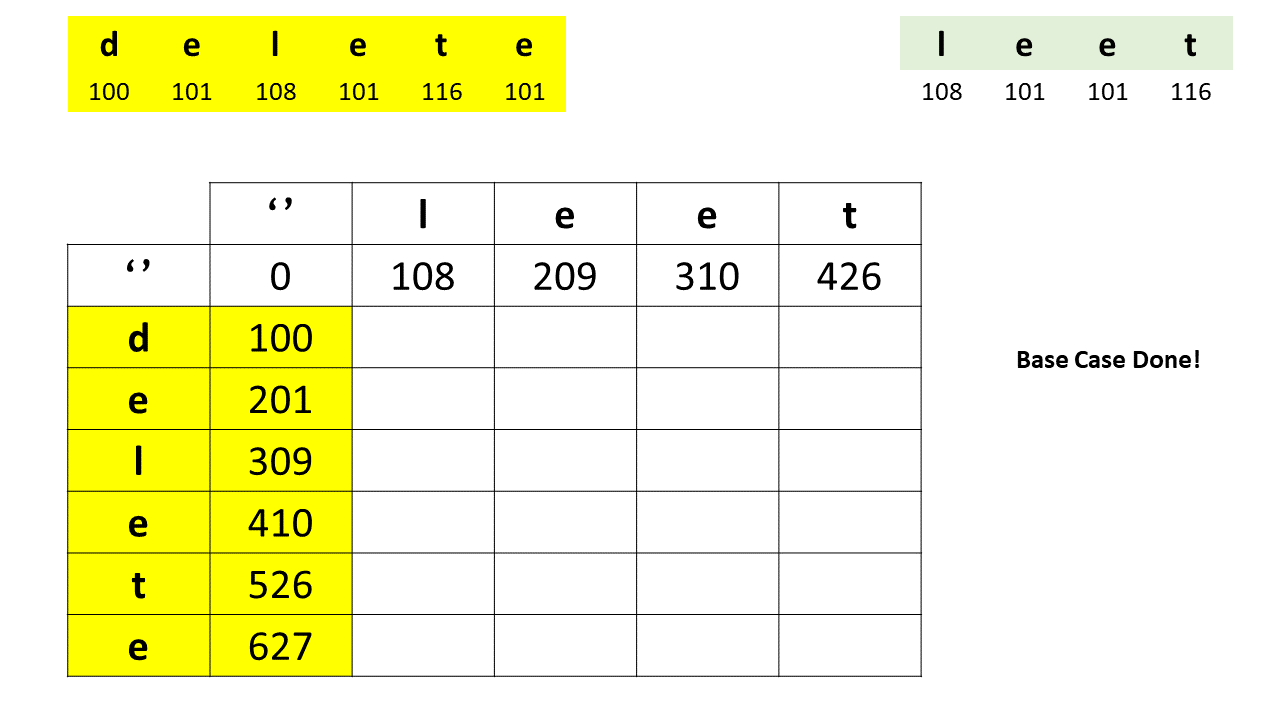 d e l e t e
100 101 108 101 116 101
l e e t
108 101 101 116
‘’ l e e t
‘’ 0 108 209 310 426
d 100
e 201
l 309
e 410
t 526
e 627
Base Case Done!